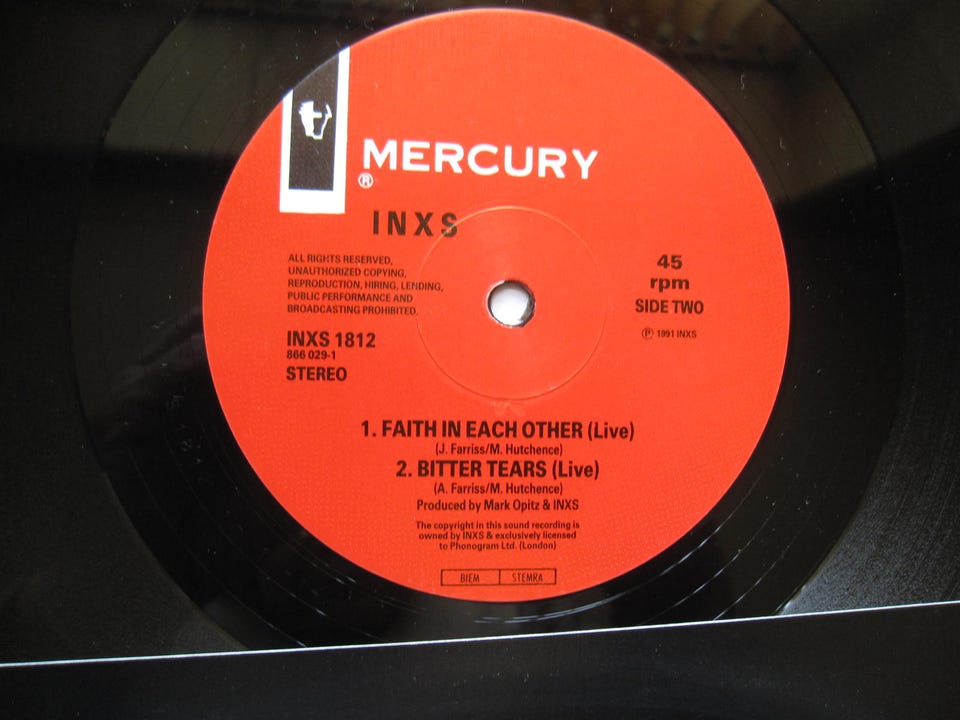 MERCURY
®
INXS
ALL RIGHTS RESERVED,
UNAUTHORIZED COPYING,
REPRODUCTION, HIRING, LENDING,
PUBLIC PERFORMANCE AND
BROADCASTING PROHIBITED.
INXS 1812
866 029-1
STEREO
45
rpm
SIDE TWO
℗ 1991 INXS
1. FAITH IN EACH OTHER (Live)
(J. Farriss/M. Hutchence)
2. BITTER TEARS (Live)
(A. Farriss/M. Hutchence)
Produced by Mark Opitz & INXS
The copyright in this sound recording is
owned by INXS & exclusively licensed
to Phonogram Ltd. (London)
BIEM STEMRA